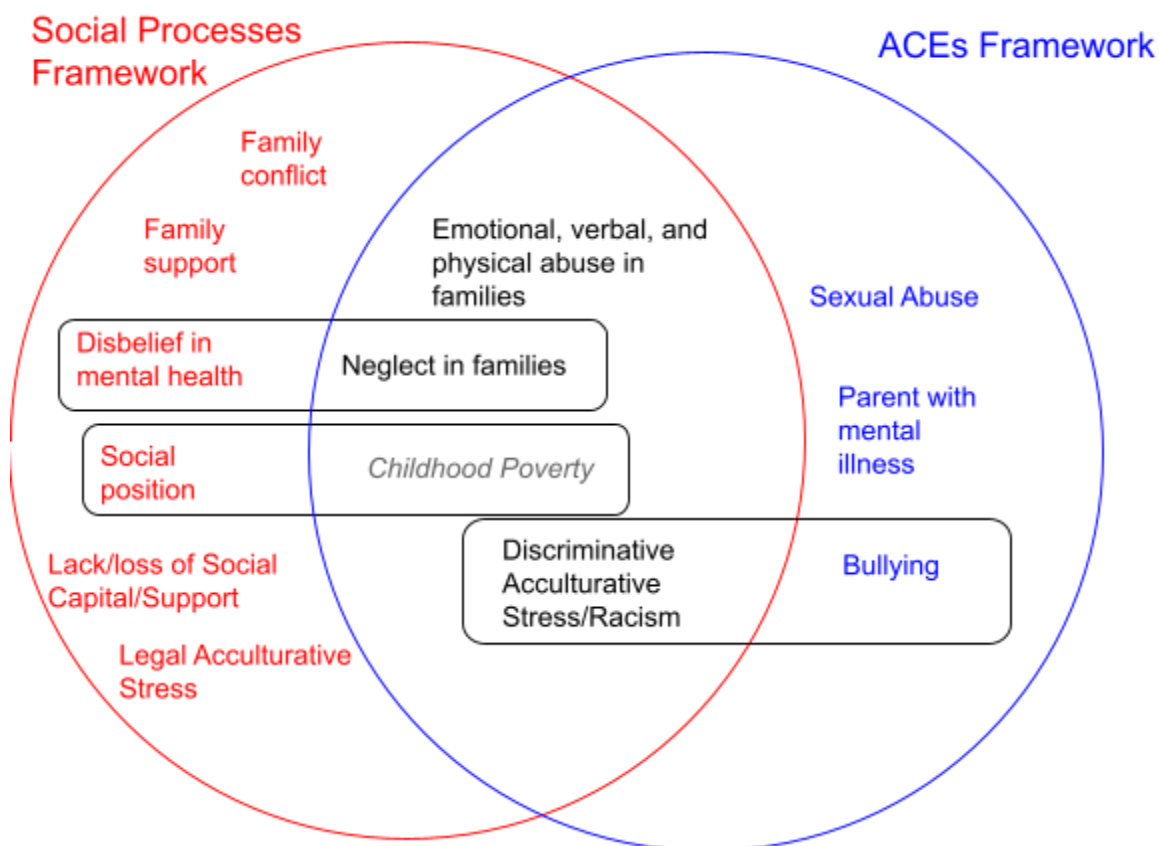 Social Processes
Framework
ACEs Framework
Family
conflict
Family
support
Emotional, verbal, and
physical abuse in
families
Sexual Abuse
Disbelief in
mental health
Neglect in families
Parent with
mental
illness
Social
position
Childhood Poverty
Lack/loss of Social
Capital/Support
Discriminative
Acculturative
Stress/Racism
Bullying
Legal Acculturative
Stress